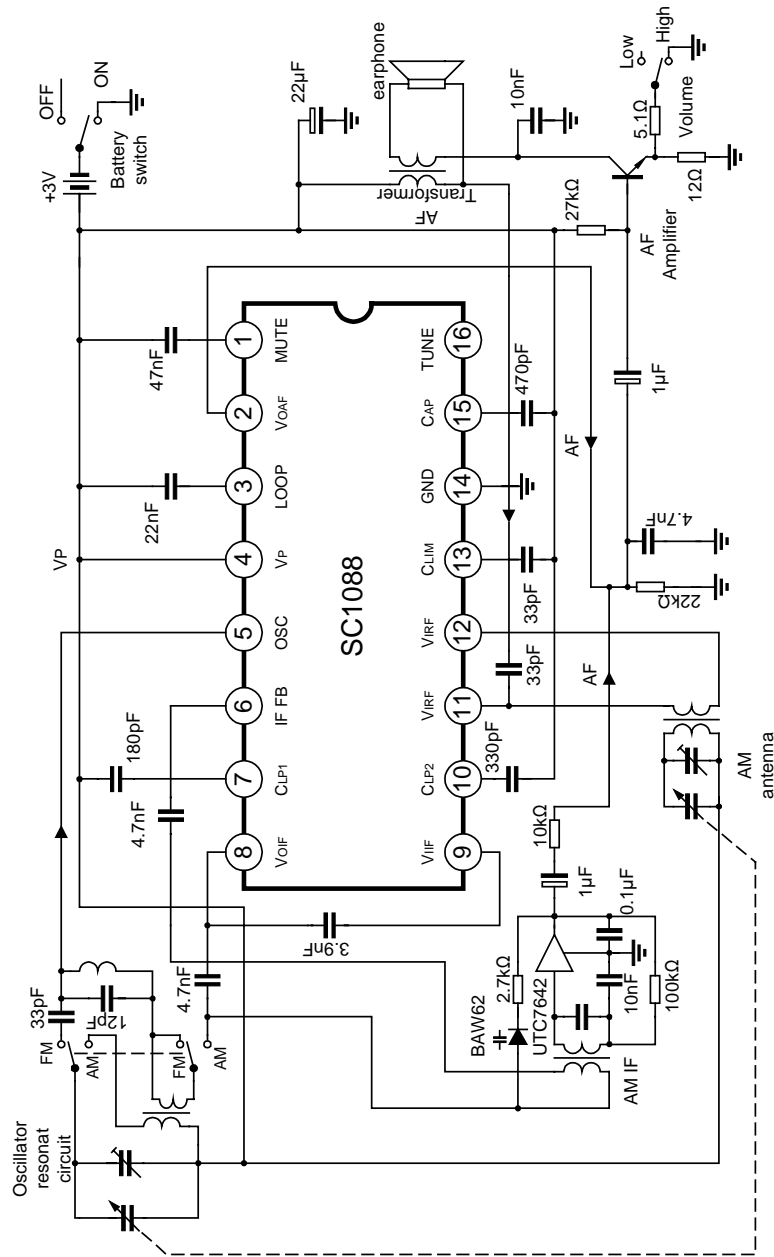 Oscillator
resonat
circuit
FM
AM
FM
AM
33pF
12pF
4.7nF
3.9nF
4.7nF
180pF
VP
22nF
47nF
+3V
Battery
switch
OFF
ON
8
7
6
5
4
3
2
1
VOIF
CLP1
IF FB
OSC
VP
LOOP
VOAF
MUTE
SC1088
VIIF
CLP2
VIRF
VIRF
CLIM
GND
CAP
TUNE
9
10
11
12
13
14
15
16
330pF
33pF
33pF
470pF
22µF
earphone
Transformer
AF
10nF
27kΩ
AF
Amplifier
5.1Ω
Low
High
Volume
12Ω
1µF
AF
4.7nF
22kΩ
AF
10kΩ
1µF
BAW62
2.7kΩ
UTC7642
0.1µF
10nF
100kΩ
AM IF
AM
antenna